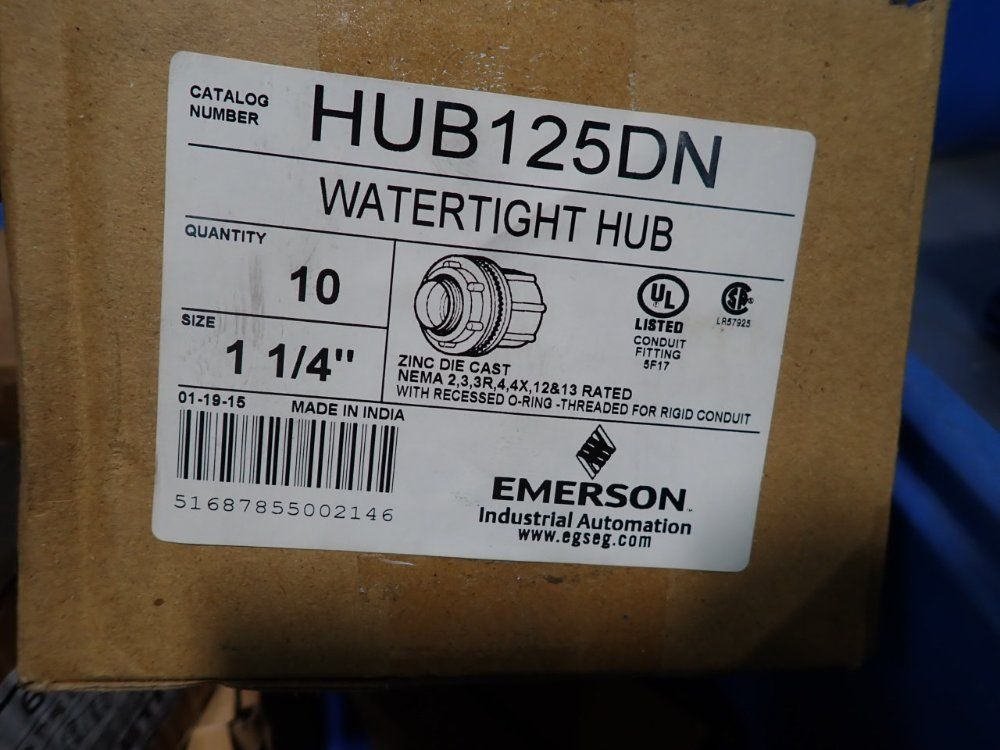 CATALOG
NUMBER
HUB125DN
WATERTIGHT HUB
QUANTITY
10
SIZE
1 1/4"
UL
LISTED
CONDUIT
FITTING
5F17
SA
LR57925
ZINC DIE CAST
NEMA 2,3,3R,4,4X,12&13 RATED
WITH RECESSED O-RING -THREADED FOR RIGID CONDUIT
01-19-15
MADE IN INDIA
51687855002146
EMERSON™
Industrial Automation
www.egseg.com